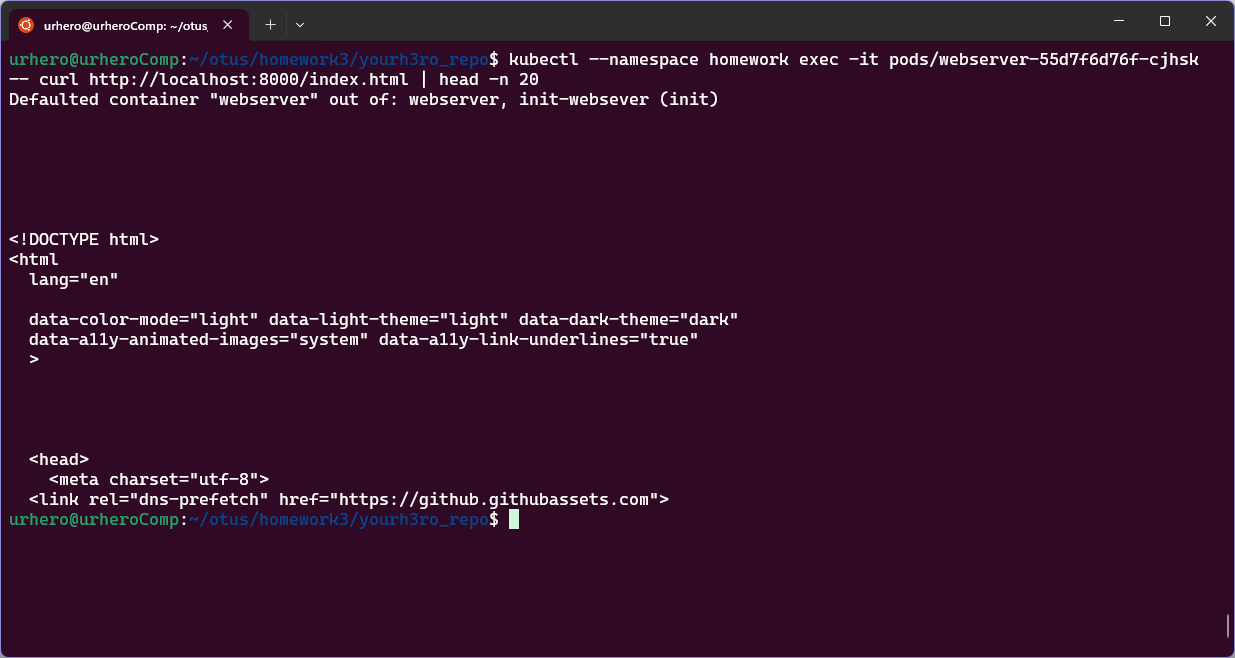 urhero@urheroComp: ~/otus/
urhero@urheroComp:~/otus/homework3/yourh3ro_repo$ kubectl --namespace homework exec -it pods/webserver-55d7f6d76f-cjhsk
-- curl http://localhost:8000/index.html | head -n 20
Defaulted container "webserver" out of: webserver, init-websever (init)
<!DOCTYPE html>
<html
  lang="en"
  data-color-mode="light" data-light-theme="light" data-dark-theme="dark"
  data-a11y-animated-images="system" data-a11y-link-underlines="true"
  >
  <head>
    <meta charset="utf-8">
  <link rel="dns-prefetch" href="https://github.githubassets.com">
urhero@urheroComp:~/otus/homework3/yourh3ro_repo$